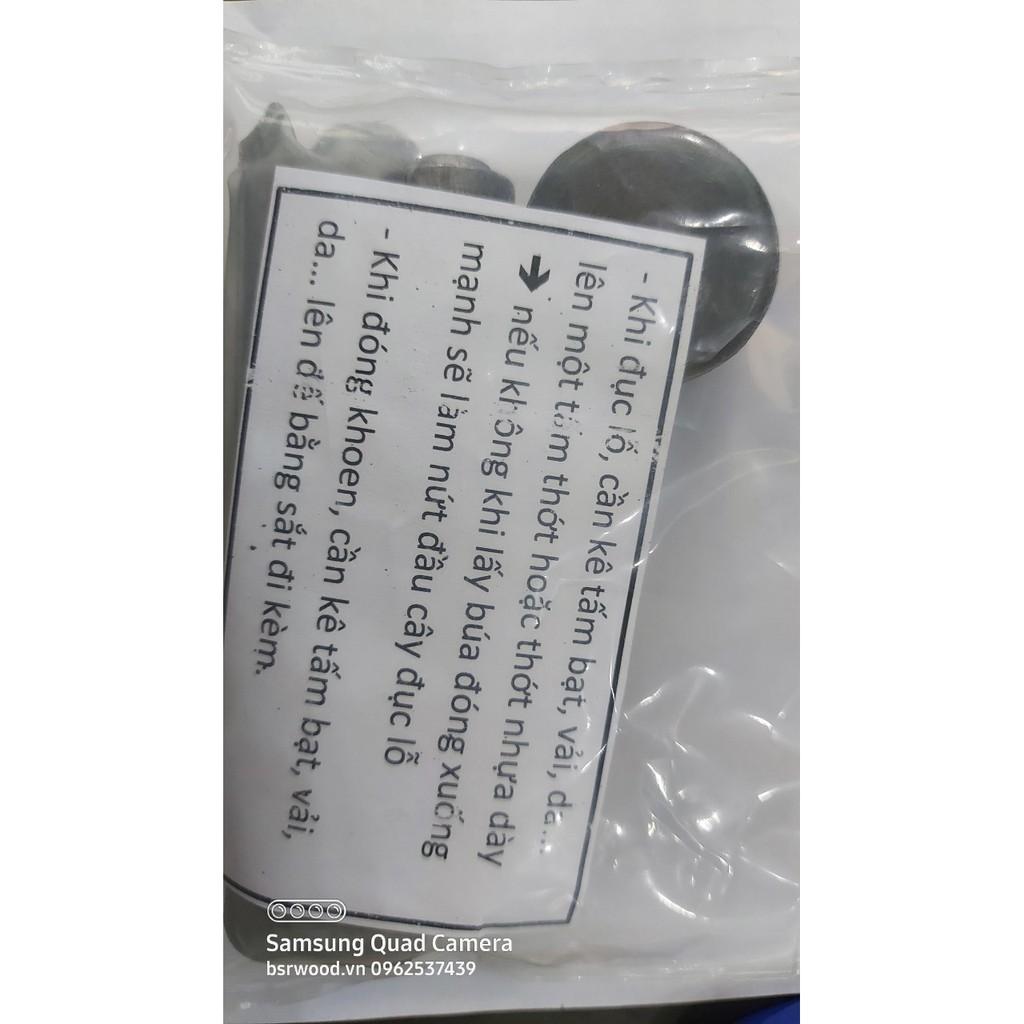 - Khi đục lỗ, cần kê tấm bạt, vải, da...
lên một tấm thớt hoặc thớt nhựa dày
➔ nếu không khi lấy búa đóng xuống
mạnh sẽ làm nứt đầu cây đục lỗ
- Khi đóng khoen, cần kê tấm bạt, vải,
da... lên đế bằng sắt đi kèm.
Samsung Quad Camera
bsrwood.vn 0962537439